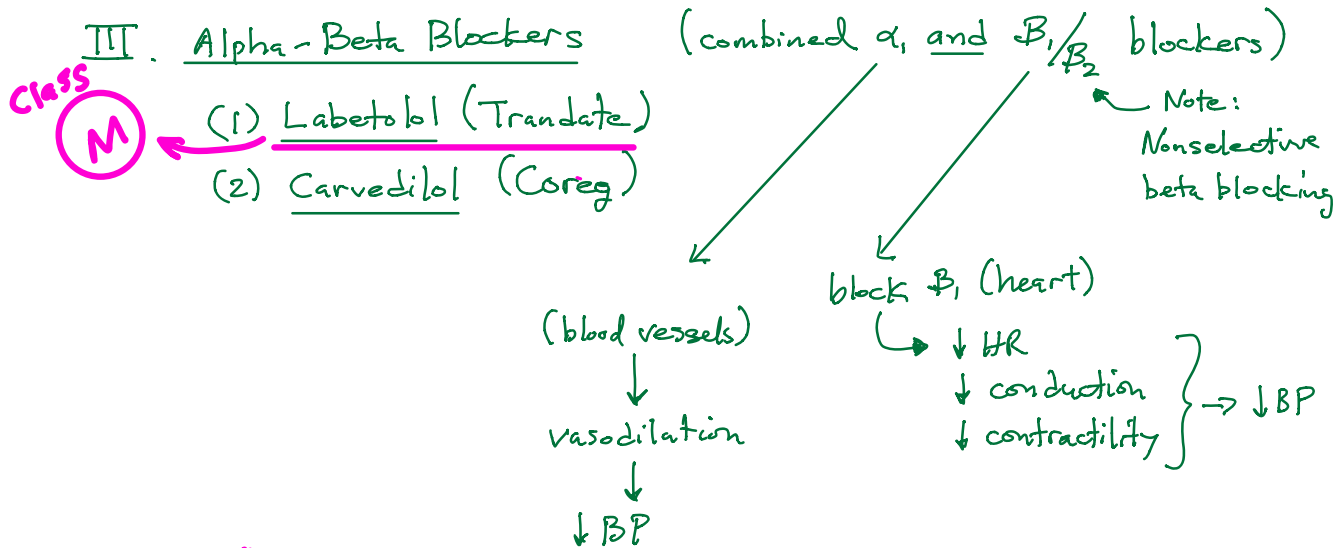 III. Alpha-Beta Blockers (combined α₁ and β₁/β₂ blockers)
Class
M
(1) Labetolol (Trandate)
(2) Carvedilol (Coreg)
Note:
Nonselective
beta blocking
(blood vessels)
↓
vasodilation
↓
↓ BP
block β₁ (heart)
↓ HR
↓ conduction
↓ contractility
→ ↓ BP